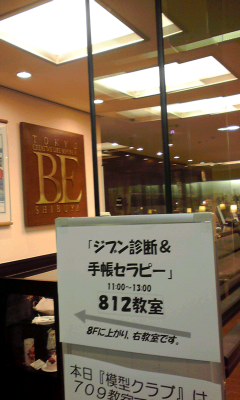 TOKYO
BE
SHIBUYA
「ジブン診断&
手帳セラピー」
11:00~13:00
812教室
8Fに上がり、右教室です。
本日『模型クラブ』は
709教室